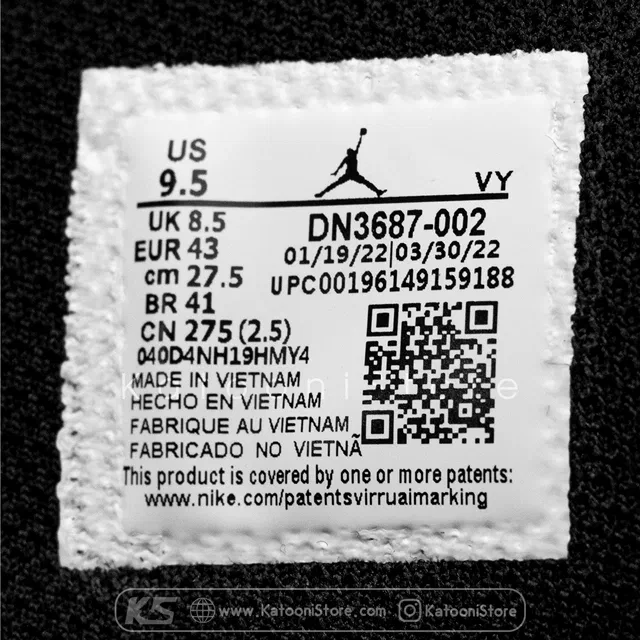 US
9.5
VY
UK 8.5
EUR 43
cm 27.5
BR 41
CN 275 (2.5)
DN3687-002
01/19/22|03/30/22
UPC00196149159188
040D4NH19HMY4
MADE IN VIETNAM
HECHO EN VIETNAM
FABRIQUE AU VIETNAM
FABRICADO NO VIETNÃ
This product is covered by one or more patents:
www.nike.com/patentsvirruaimarking
KS www.KatooniStore.com KatooniStore